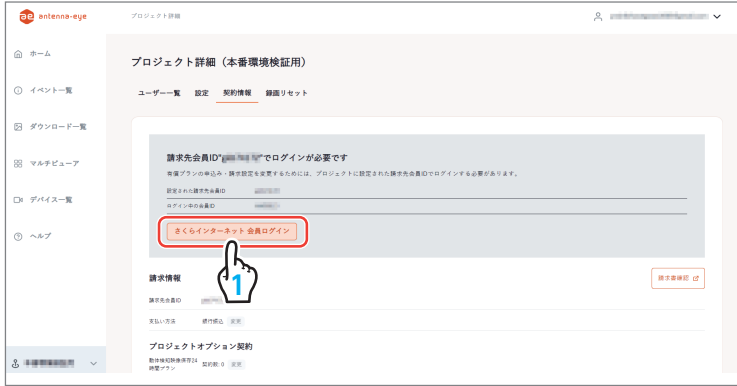 antenna-eye
プロジェクト詳細
ホーム
イベント一覧
ダウンロード一覧
マルチビューア
デバイス一覧
ヘルプ
プロジェクト詳細（本番環境検証用）
ユーザー一覧 設定 契約情報 録画リセット
請求先会員ID" "でログインが必要です
有償プランの申込み・請求設定を変更するためには、プロジェクトに設定された請求先会員IDでログインする必要があります。
設定された請求先会員ID
ログイン中の会員ID
さくらインターネット 会員ログイン
1
請求情報
請求書確認
請求先会員ID
支払い方法 銀行振込 変更
プロジェクトオプション契約
動体検知映像保存24
時間プラン 契約数: 0 変更